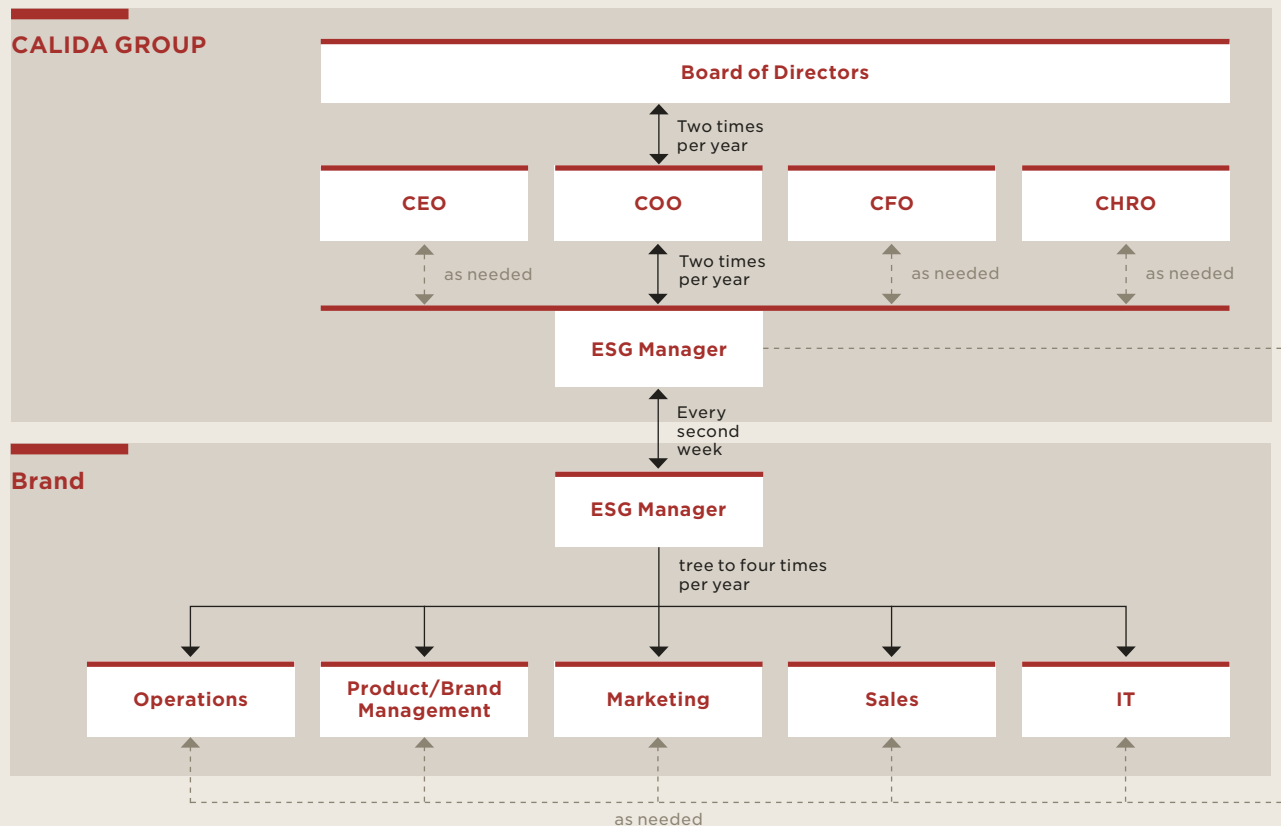 CALIDA GROUP
Board of Directors
Two times
per year
CEO
COO
CFO
CHRO
as needed
Two times
per year
as needed
as needed
ESG Manager
Every
second
week
Brand
ESG Manager
tree to four times
per year
Operations
Product/Brand
Management
Marketing
Sales
IT
as needed